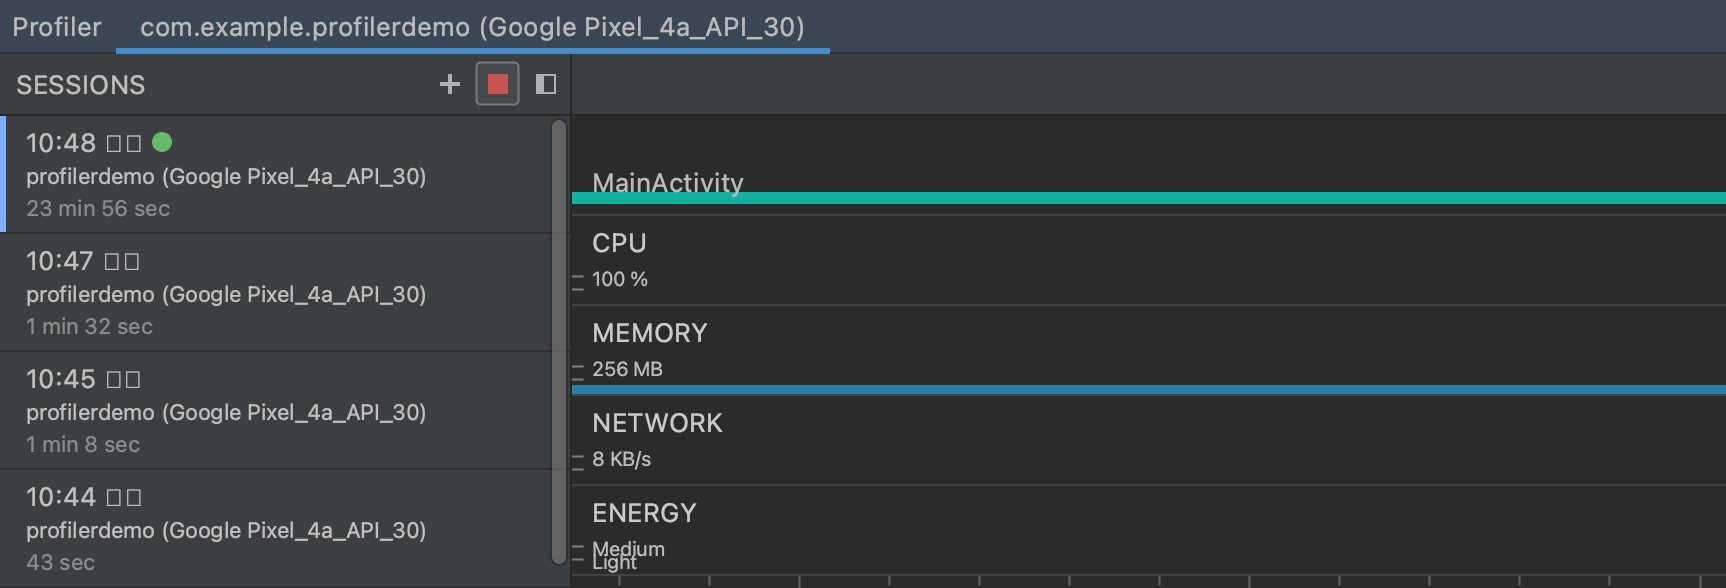 Profiler com.example.profilerdemo (Google Pixel_4a_API_30)
SESSIONS
10:48
profilerdemo (Google Pixel_4a_API_30)
23 min 56 sec
10:47
profilerdemo (Google Pixel_4a_API_30)
1 min 32 sec
10:45
profilerdemo (Google Pixel_4a_API_30)
1 min 8 sec
10:44
profilerdemo (Google Pixel_4a_API_30)
43 sec
MainActivity
CPU
100 %
MEMORY
256 MB
NETWORK
8 KB/s
ENERGY
Medium
Light